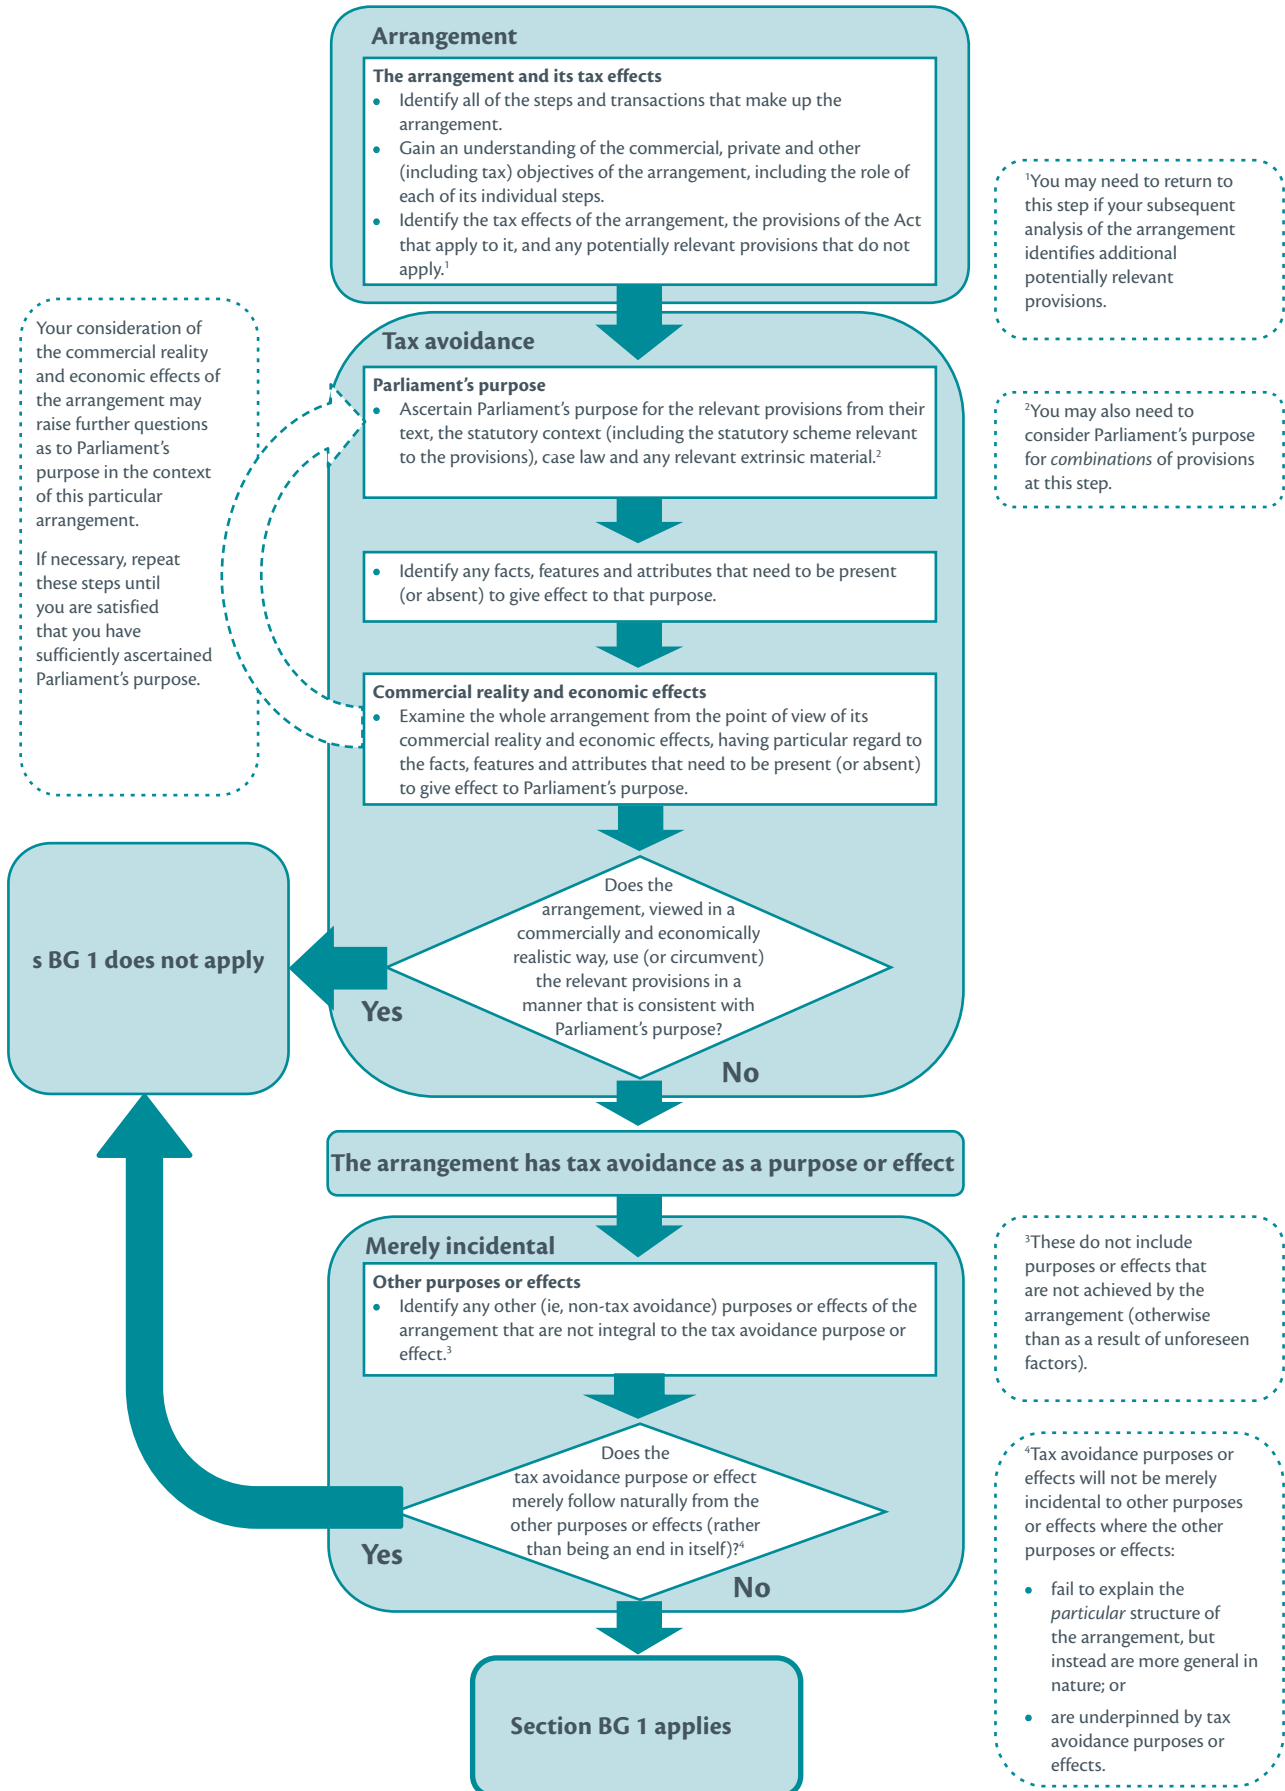 Arrangement
The arrangement and its tax effects
• Identify all of the steps and transactions that make up the
arrangement.
• Gain an understanding of the commercial, private and other
(including tax) objectives of the arrangement, including the role of
each of its individual steps.
• Identify the tax effects of the arrangement, the provisions of the Act
that apply to it, and any potentially relevant provisions that do not
apply.¹
¹You may need to return to
this step if your subsequent
analysis of the arrangement
identifies additional
potentially relevant
provisions.
Your consideration of
the commercial reality
and economic effects of
the arrangement may
raise further questions
as to Parliament's
purpose in the context
of this particular
arrangement.
If necessary, repeat
these steps until
you are satisfied
that you have
sufficiently ascertained
Parliament's purpose.
Tax avoidance
Parliament's purpose
• Ascertain Parliament's purpose for the relevant provisions from their
text, the statutory context (including the statutory scheme relevant
to the provisions), case law and any relevant extrinsic material.²
²You may also need to
consider Parliament's purpose
for combinations of provisions
at this step.
• Identify any facts, features and attributes that need to be present
(or absent) to give effect to that purpose.
Commercial reality and economic effects
• Examine the whole arrangement from the point of view of its
commercial reality and economic effects, having particular regard to
the facts, features and attributes that need to be present (or absent)
to give effect to Parliament's purpose.
Does the
arrangement, viewed in a
commercially and economically
realistic way, use (or circumvent)
the relevant provisions in a
manner that is consistent with
Parliament's purpose?
s BG 1 does not apply
Yes
No
The arrangement has tax avoidance as a purpose or effect
Merely incidental
Other purposes or effects
• Identify any other (ie, non-tax avoidance) purposes or effects of the
arrangement that are not integral to the tax avoidance purpose or
effect.³
³These do not include
purposes or effects that
are not achieved by the
arrangement (otherwise
than as a result of unforeseen
factors).
Does the
tax avoidance purpose or effect
merely follow naturally from the
other purposes or effects (rather
than being an end in itself)?⁴
Yes
No
⁴Tax avoidance purposes or
effects will not be merely
incidental to other purposes
or effects where the other
purposes or effects:
• fail to explain the
particular structure of
the arrangement, but
instead are more general in
nature; or
• are underpinned by tax
avoidance purposes or
effects.
Section BG 1 applies